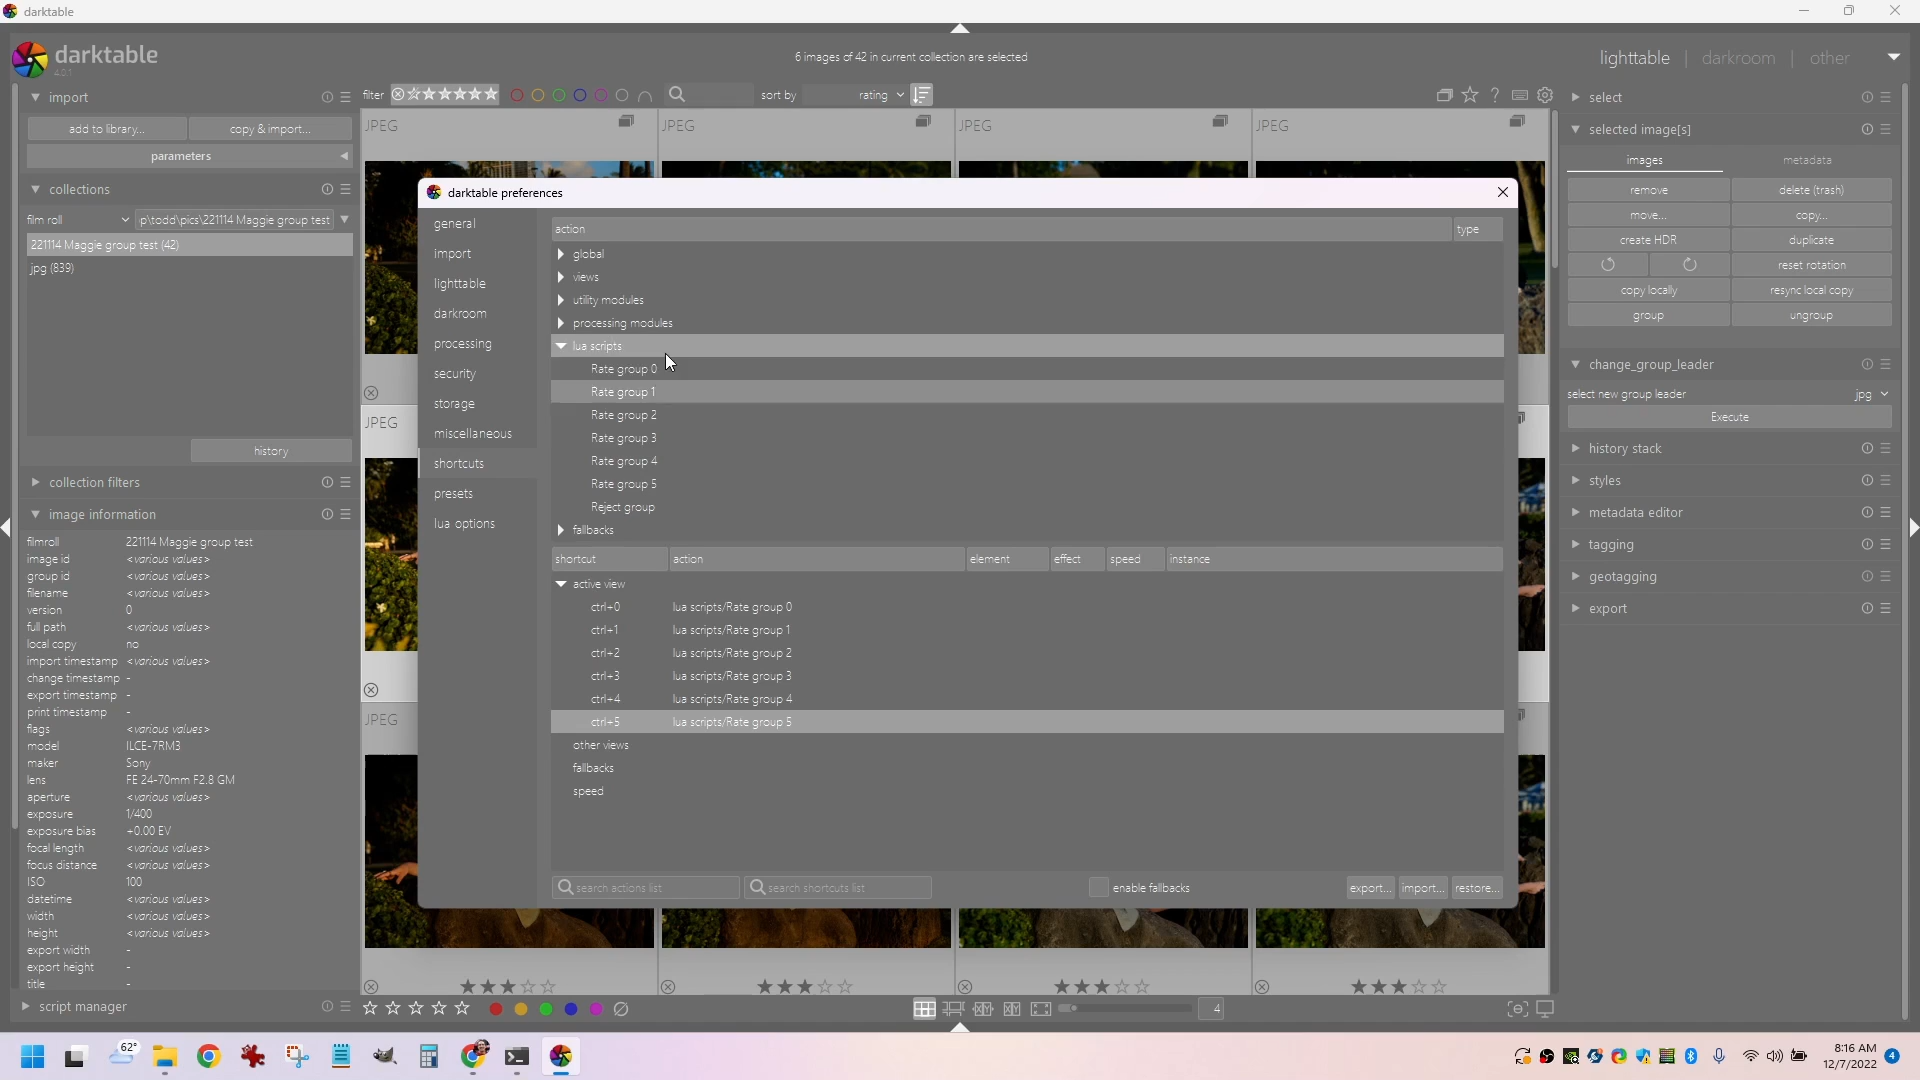 darktable
darktable
4.0.1
6 images of 42 in current collection are selected
lighttable | darkroom | other
import
add to library...
copy & import...
parameters
collections
film roll
p\todd\pics\221114 Maggie group test
221114 Maggie group test (42)
jpg (839)
history
collection filters
image information
filmroll 221114 Maggie group test
image id <various values>
group id <various values>
filename <various values>
version 0
full path <various values>
local copy no
import timestamp <various values>
change timestamp -
export timestamp -
print timestamp -
flags <various values>
model ILCE-7RM3
maker Sony
lens FE 24-70mm F2.8 GM
aperture <various values>
exposure 1/400
exposure bias +0.00 EV
focal length <various values>
focus distance <various values>
ISO 100
datetime <various values>
width <various values>
height <various values>
export width -
export height -
title -
script manager
filter
sort by rating
JPEG
JPEG
JPEG
JPEG
JPEG
JPEG
darktable preferences
general
import
lighttable
darkroom
processing
security
storage
miscellaneous
shortcuts
presets
lua options
action type
global
views
utility modules
processing modules
lua scripts
Rate group 0
Rate group 1
Rate group 2
Rate group 3
Rate group 4
Rate group 5
Reject group
fallbacks
shortcut action element effect speed instance
active view
ctrl+0 lua scripts/Rate group 0
ctrl+1 lua scripts/Rate group 1
ctrl+2 lua scripts/Rate group 2
ctrl+3 lua scripts/Rate group 3
ctrl+4 lua scripts/Rate group 4
ctrl+5 lua scripts/Rate group 5
other views
fallbacks
speed
search actions list
search shortcuts list
enable fallbacks
export...
import...
restore...
4
select
selected image[s]
images metadata
remove delete (trash)
move... copy...
create HDR duplicate
reset rotation
copy locally resync local copy
group ungroup
change_group_leader
select new group leader jpg
Execute
history stack
styles
metadata editor
tagging
geotagging
export
62°
8:16 AM
12/7/2022
4